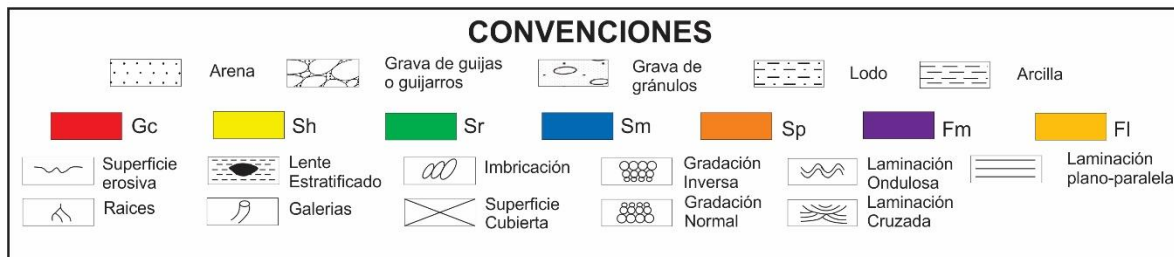 CONVENCIONES
Arena
Grava de guijas
o guijarros
Grava de
gránulos
Lodo
Arcilla
Gc
Sh
Sr
Sm
Sp
Fm
Fl
Superficie
erosiva
Lente
Estratificado
Imbricación
Gradación
Inversa
Laminación
Ondulosa
Laminación
plano-paralela
Raices
Galerias
Superficie
Cubierta
Gradación
Normal
Laminación
Cruzada